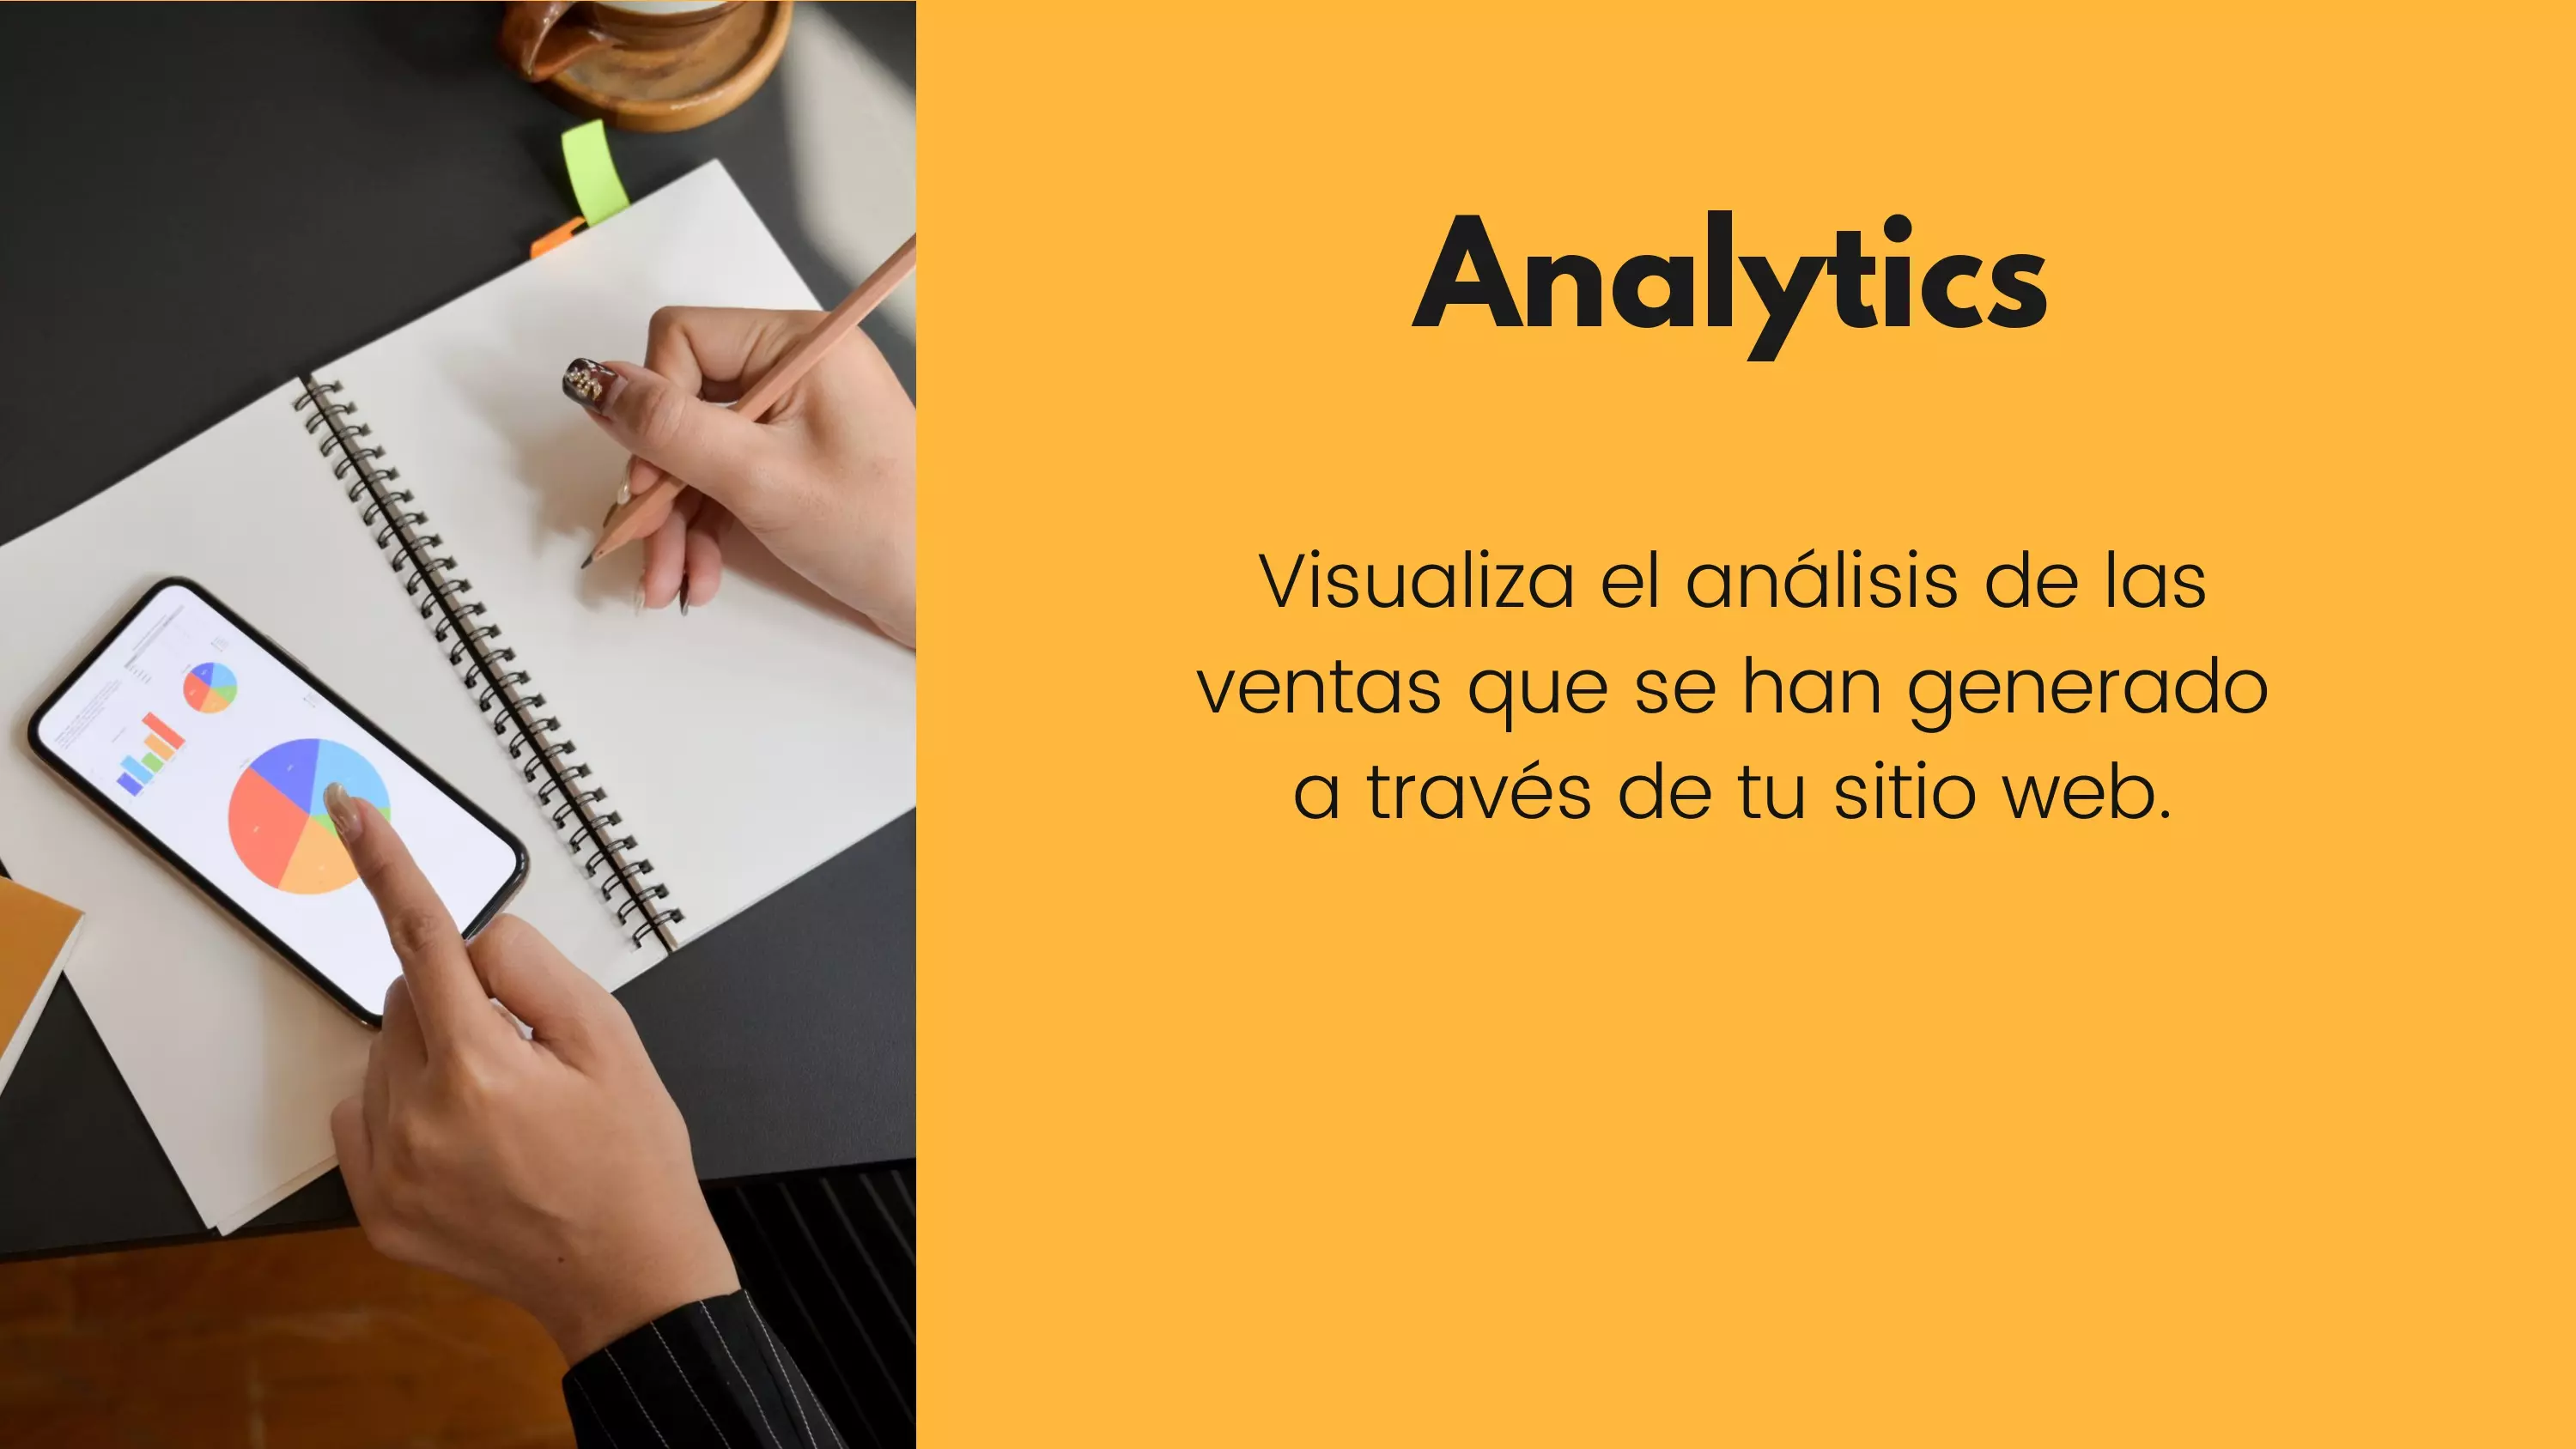 Analytics
Visualiza el análisis de las
ventas que se han generado
a través de tu sitio web.